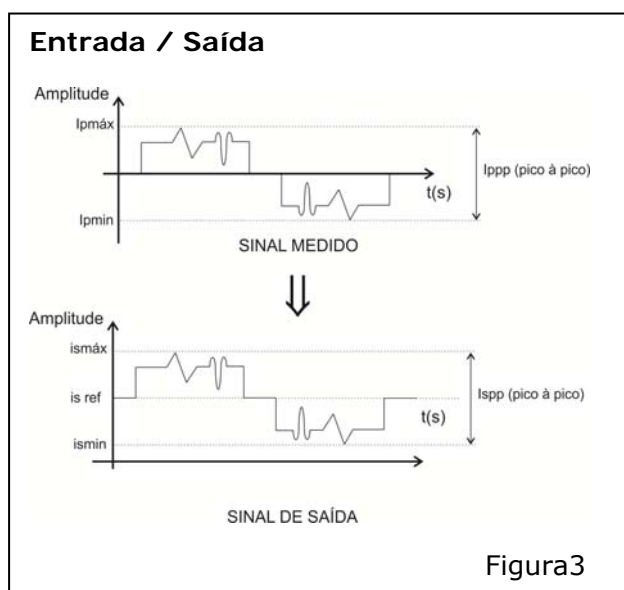 Entrada / Saída
Amplitude
Ipmáx
Ippp (pico à pico)
t(s)
Ipmin
SINAL MEDIDO
Amplitude
ismáx
is ref
Ispp (pico à pico)
t(s)
ismin
SINAL DE SAÍDA
Figura3